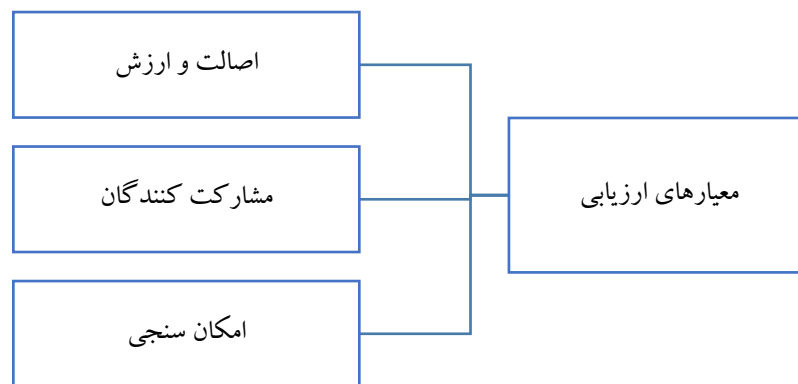 معیارهای ارزیابی
اصالت و ارزش
مشارکت کنندگان
امکان سنجی